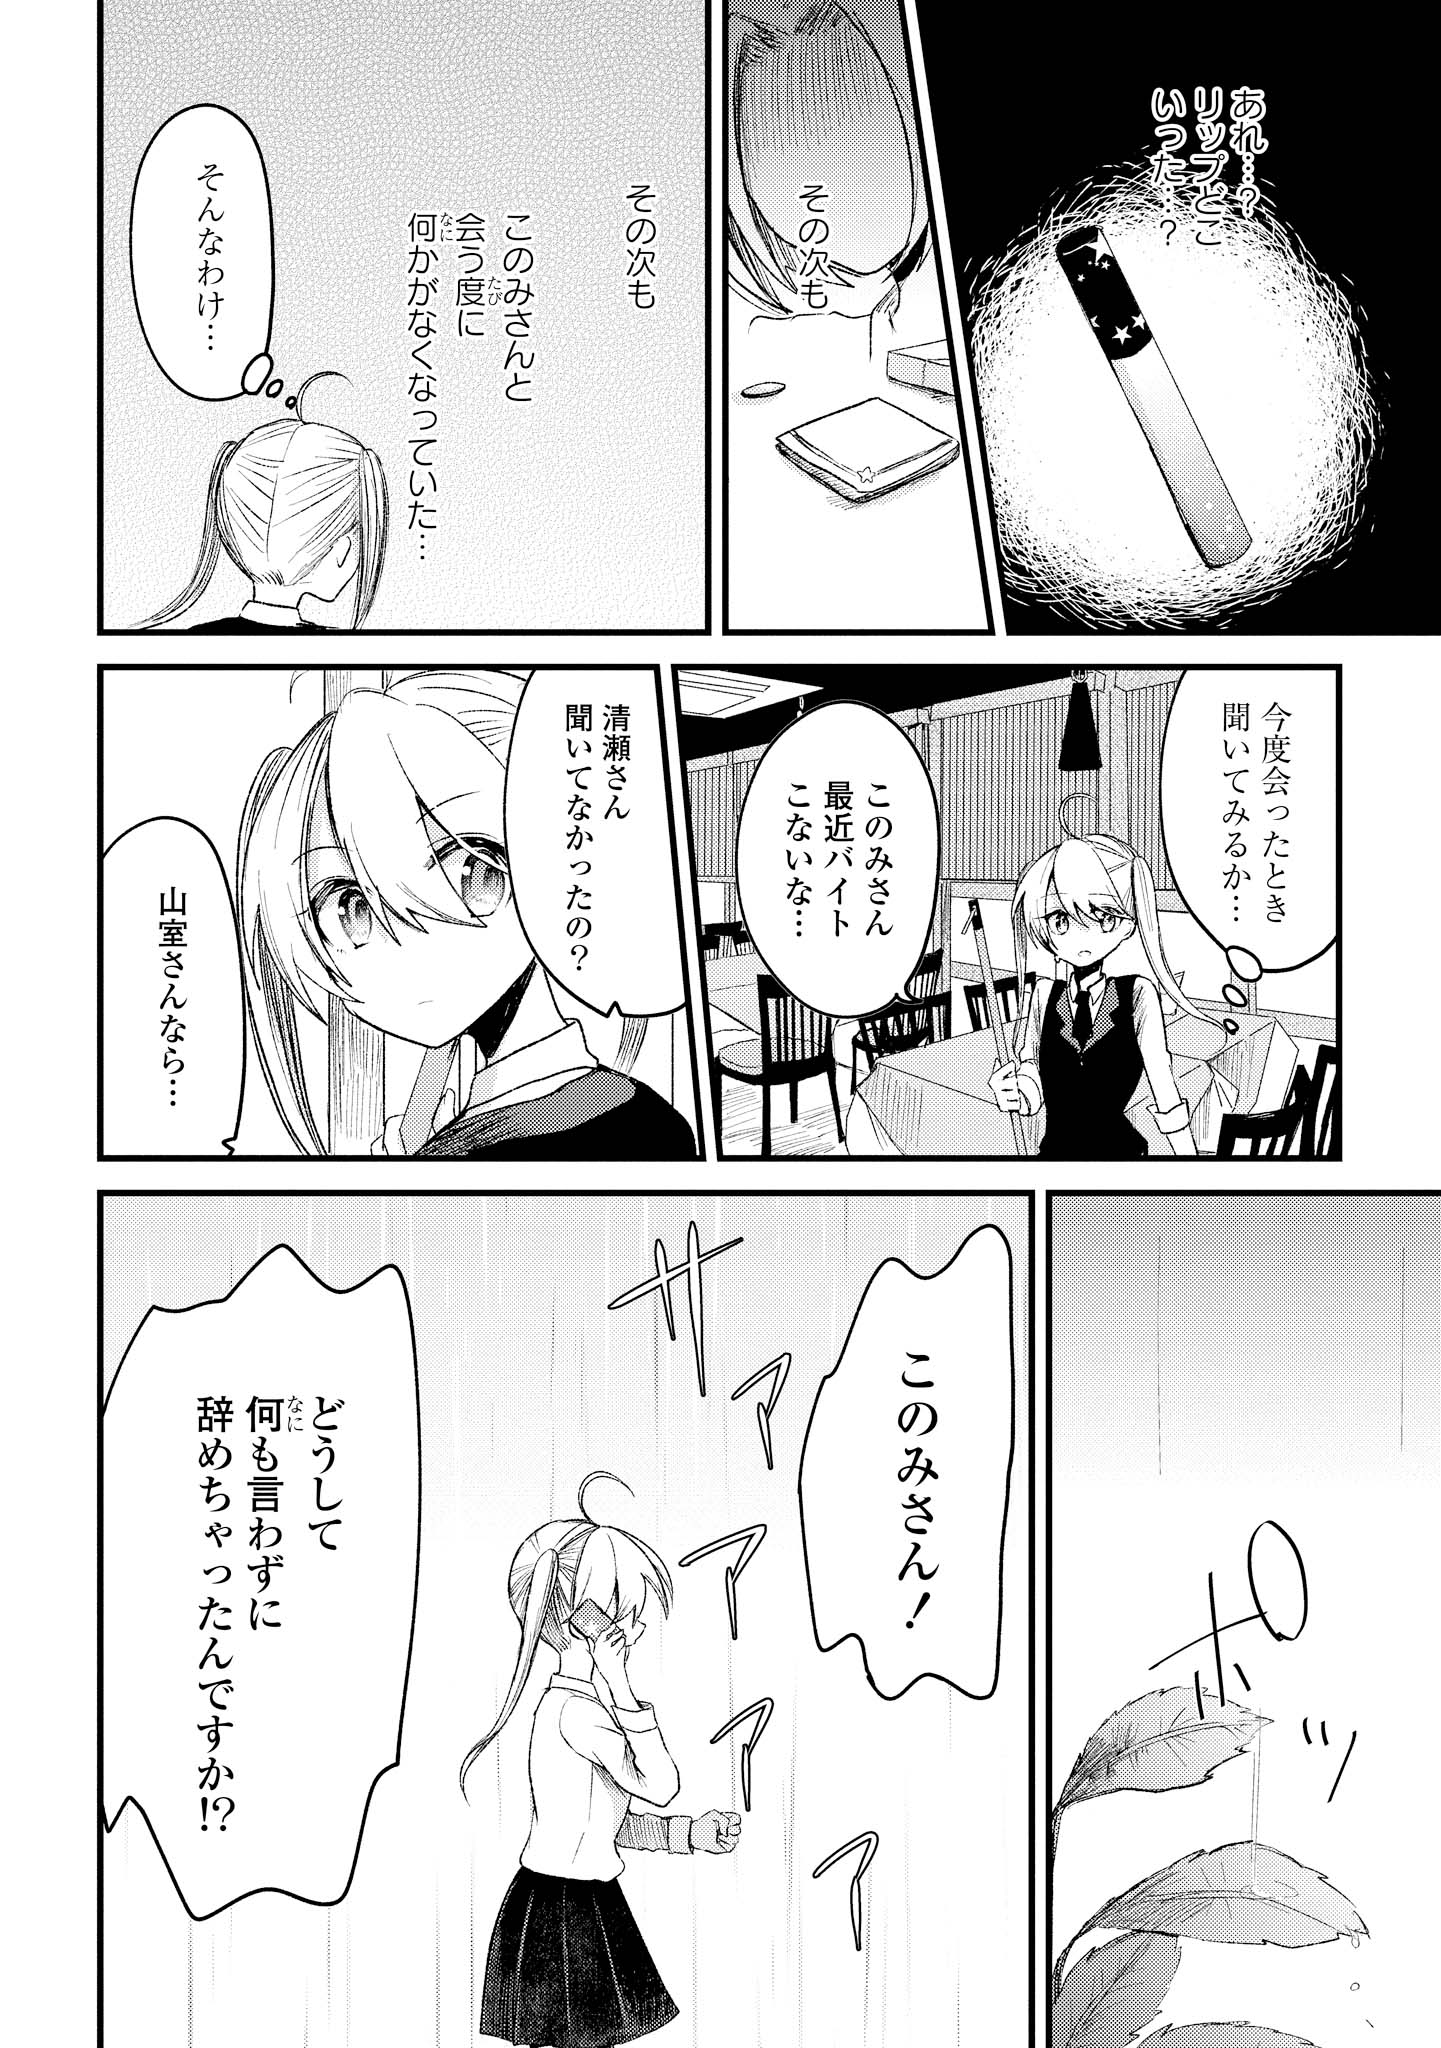 あれ…？
リップどこ
いった…？
その次も
その次も
このみさんと
会う度に
何かがなくなっていた…
そんなわけ…
今度会ったとき
聞いてみるか…
このみさん
最近バイト
こないな…
清瀬さん
聞いてなかったの？
山室さんなら…
ポツ
このみさん！
サアアアアアア
どうして
何も言わずに
辞めちゃったんですか!?